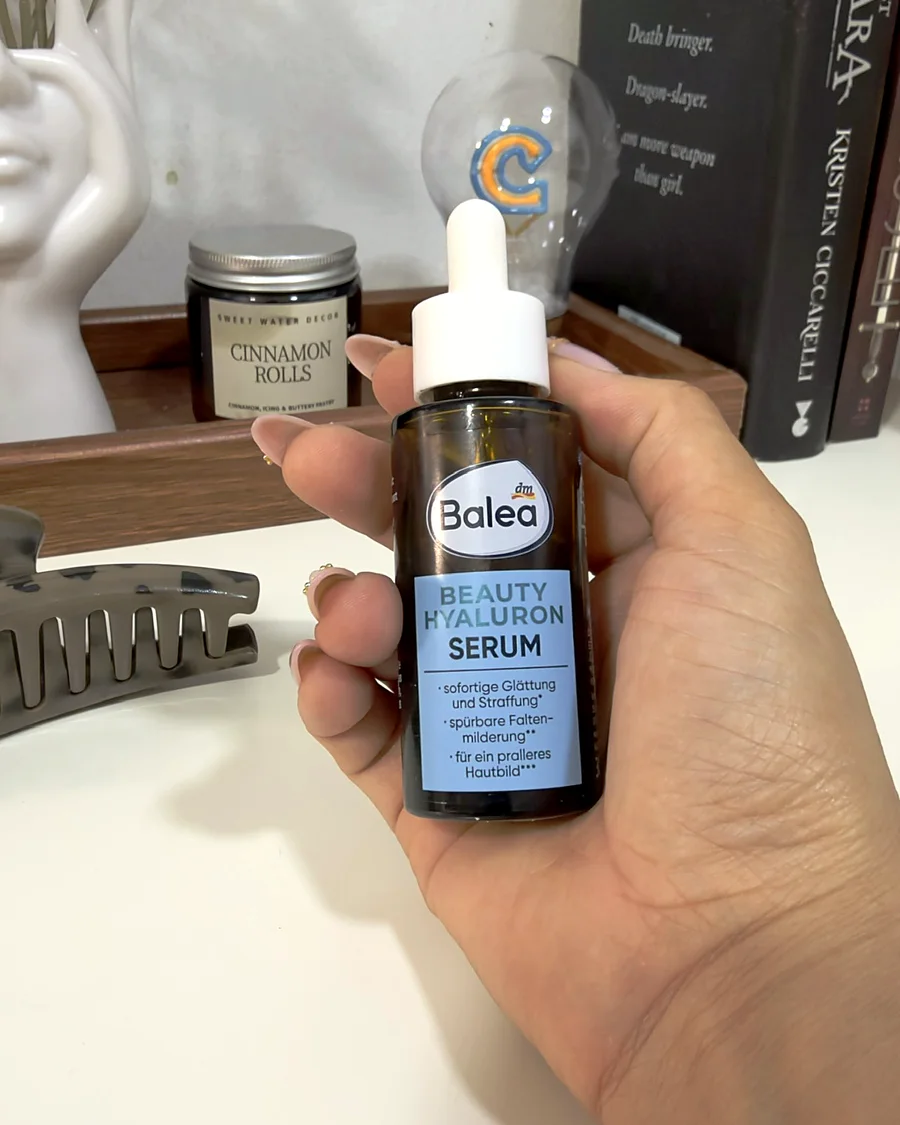 Death bringer.
Dragon-slayer.
am more weapon
than girl.
KRISTEN CICCARELLI
C
SWEET WATER DECOR
CINNAMON
ROLLS
CINNAMON, ICING & BUTTERY PASTRY
dm
Balea
BEAUTY
HYALURON
SERUM
· sofortige Glättung
und Straffung*
· spürbare Falten-
milderung**
· für ein pralleres
Hautbild***